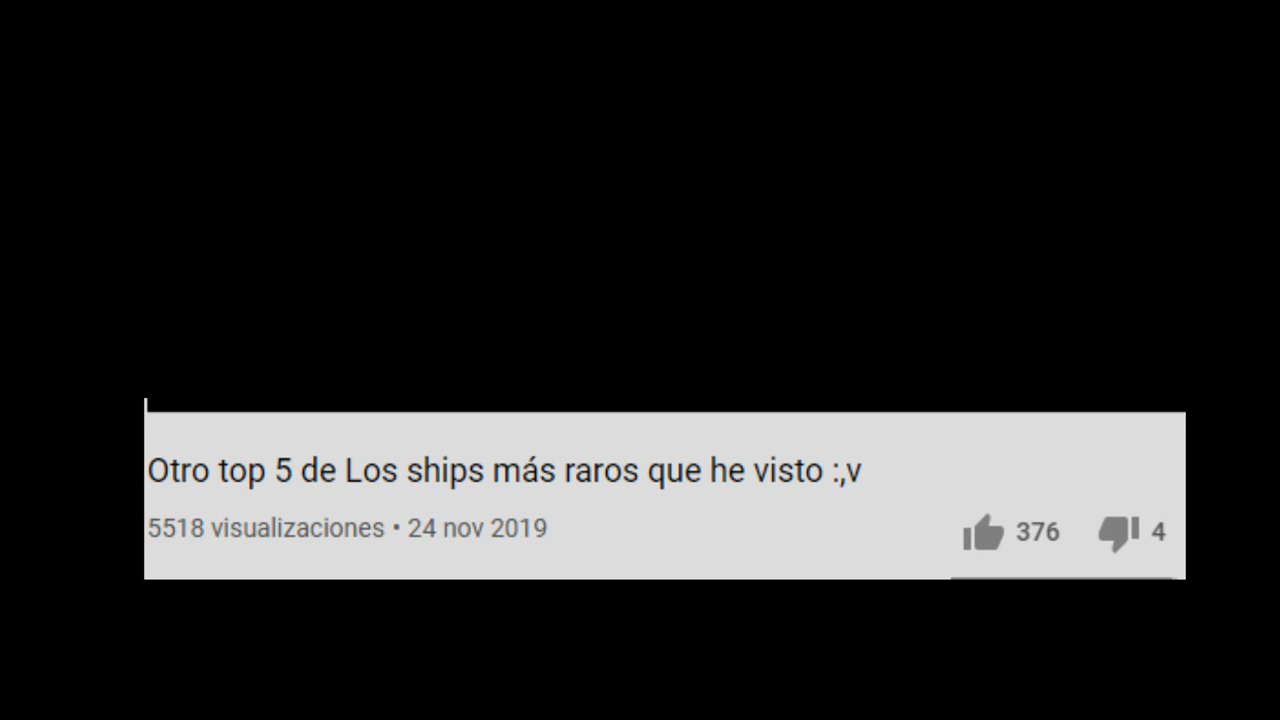 Otro top 5 de Los ships más raros que he visto :,v
5518 visualizaciones • 24 nov 2019
376 4